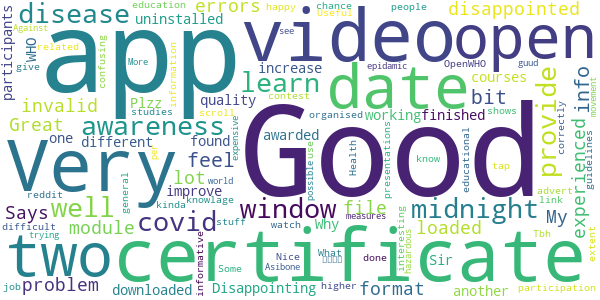 related
education
happy
chance
people
Useful
see
disease
WHO
give
uninstalled
errors
disappointed
Against
participants
confusing
More
information
OpenWHO
epidamic
guud
app
video
open
Plzz
increase
learn
date
courses
bit
provide
info
experienced
correctly
guidelines
movement
invalid
studies
quality
scroll
contest
organised
shows
Great
awareness
awarded
working
finished
one
different
found
feel
expensive
Very
Good
use
possible
Health
presentations
know
educational
tap
Says
well
covid
lot
improve
per
world
window
file
midnight
My
advert
link
reddit
module
general
kinda
knowlage
stuff
informative
Why
watch
measures
loaded
interesting
hazardous
Sir
Tbh
extent
difficult
trying
two
certificate
Some
Nice
Asibone
What
done
job
problem
downloaded
Disappointing
higher
format
another
participation